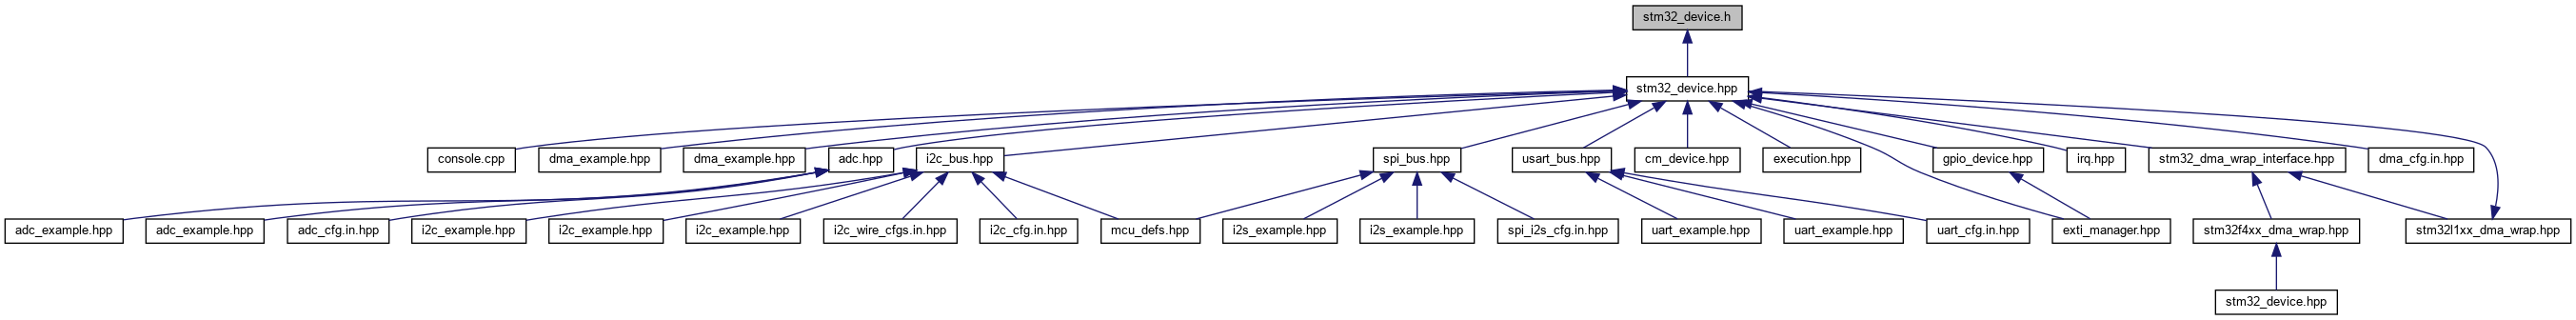 stm32_device.h
stm32_device.hpp
console.cpp
dma_example.hpp
dma_example.hpp
adc.hpp
i2c_bus.hpp
spi_bus.hpp
usart_bus.hpp
cm_device.hpp
execution.hpp
gpio_device.hpp
irq.hpp
stm32_dma_wrap_interface.hpp
dma_cfg.in.hpp
adc_example.hpp
adc_example.hpp
adc_cfg.in.hpp
i2c_example.hpp
i2c_example.hpp
i2c_example.hpp
i2c_wire_cfgs.in.hpp
i2c_cfg.in.hpp
mcu_defs.hpp
i2s_example.hpp
i2s_example.hpp
spi_i2s_cfg.in.hpp
uart_example.hpp
uart_example.hpp
uart_cfg.in.hpp
exti_manager.hpp
stm32f4xx_dma_wrap.hpp
stm32l1xx_dma_wrap.hpp
stm32_device.hpp